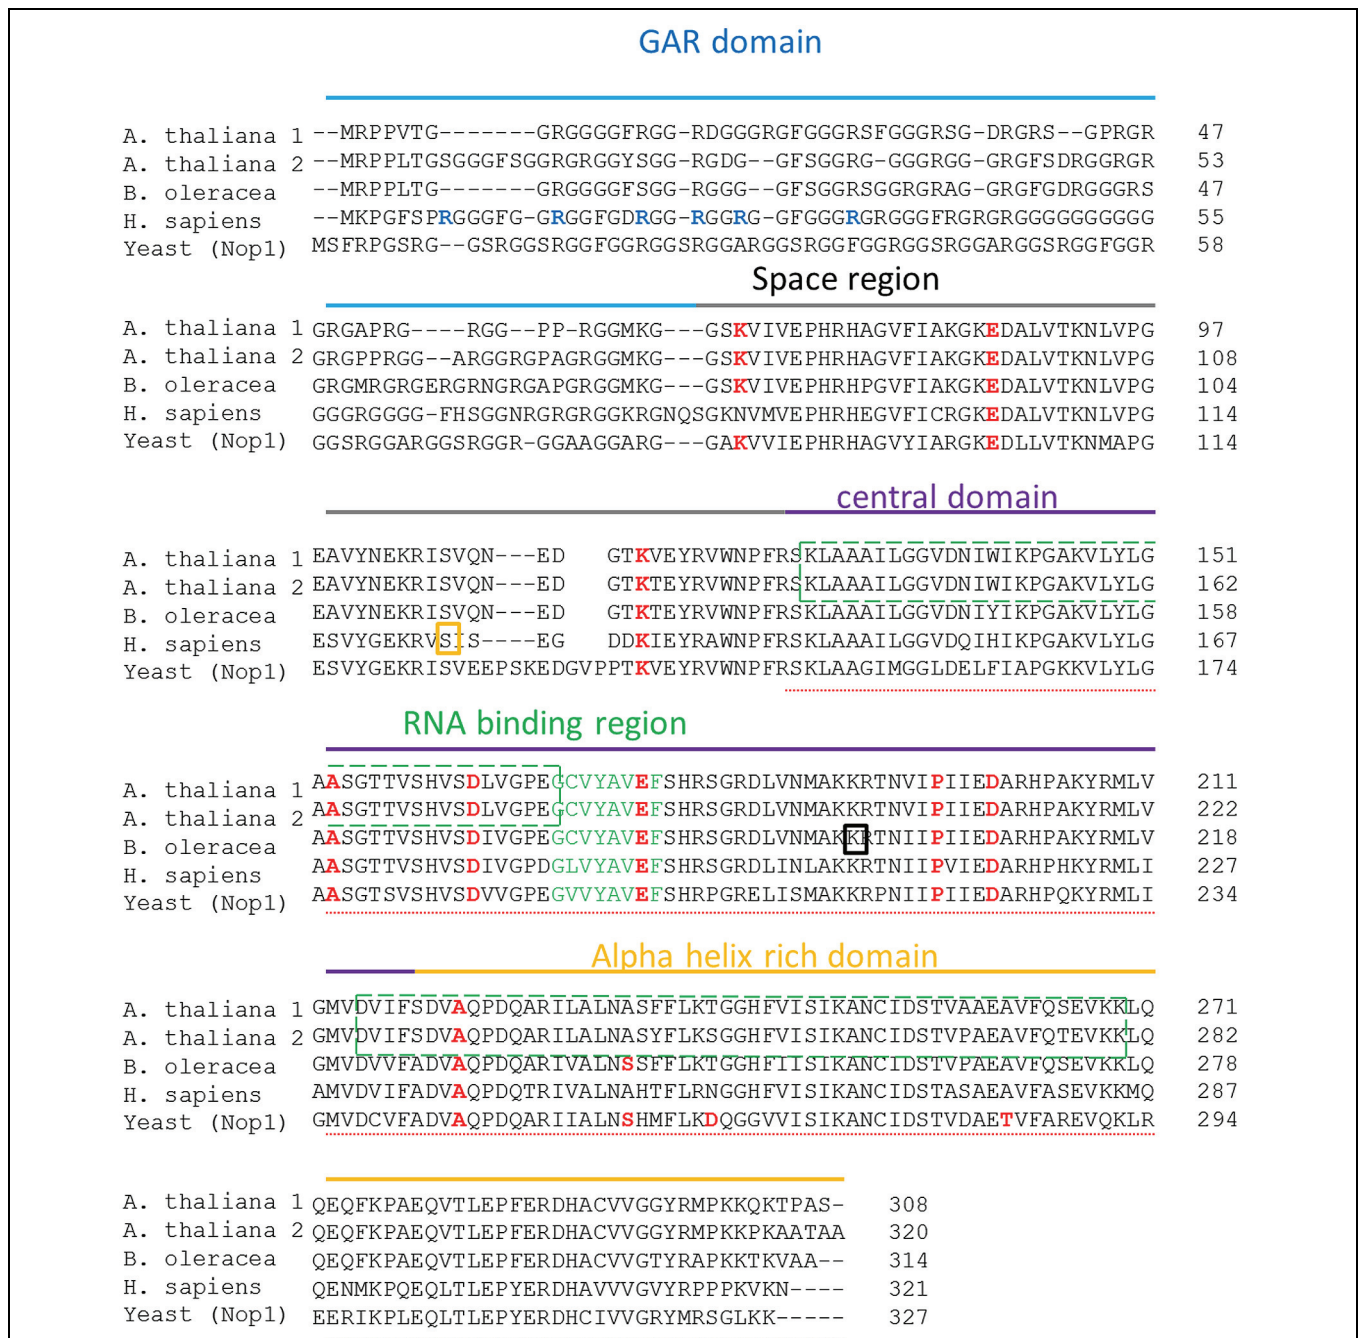 GAR domain
A. thaliana 1 --MRPPVTG-------GRGGGGFRGG-RDGGGRGFGGGRSFGGGRSG-DRGRS--GPRGR 47
A. thaliana 2 --MRPPLTGSGGGFSGGRGRGGYSGG-RGDG--GFSGGRG-GGGRGG-GRGFSDRGGRGR 53
B. oleracea --MRPPLTG-------GRGGGGFSGG-RGGG--GFSGGRSGGRGRAG-GRGFGDRGGGRS 47
H. sapiens --MKPGFSPRGGGFG-GRGGFGDRGG-RGGRG-GFGGGRGRGGGFRGRGRGGGGGGGGGG 55
Yeast (Nop1) MSFRPGSRG--GSRGGSRGGFGGRGGSRGGARGGSRGGFGGRGGSRGGARGGSRGGFGGR 58
Space region
A. thaliana 1 GRGAPRG----RGG--PP-RGGMKG---GSKVIVEPHRHAGVFIAKGKEDALVTKNLVPG 97
A. thaliana 2 GRGPPRGG--ARGGRGPAGRGGMKG---GSKVIVEPHRHAGVFIAKGKEDALVTKNLVPG 108
B. oleracea GRGMRGRGERGRNGRGAPGRGGMKG---GSKVIVEPHRHPGVFIAKGKEDALVTKNLVPG 104
H. sapiens GGGRGGGG-FHSGGNRGRGRGGKRGNQSGKNVMVEPHRHEGVFICRGKEDALVTKNLVPG 114
Yeast (Nop1) GGSRGGARGGSRGGR-GGAAGGARG---GAKVVIEPHRHAGVYIARGKEDLLVTKNMAPG 114
central domain
A. thaliana 1 EAVYNEKRISVQN---ED GTKVEYRVWNPFRSKLAAAILGGVDNIWIKPGAKVLYLG 151
A. thaliana 2 EAVYNEKRISVQN---ED GTKTEYRVWNPFRSKLAAAILGGVDNIWIKPGAKVLYLG 162
B. oleracea EAVYNEKRISVQN---ED GTKTEYRVWNPFRSKLAAAILGGVDNIYIKPGAKVLYLG 158
H. sapiens ESVYGEKRVSIS----EG DDKIEYRAWNPFRSKLAAAILGGVDQIHIKPGAKVLYLG 167
Yeast (Nop1) ESVYGEKRISVEEPSKEDGVPPTKVEYRVWNPFRSKLAAGIMGGLDELFIAPGKKVLYLG 174
RNA binding region
A. thaliana 1 AASGTTVSHVSDLVGPEGCVYAVEFSHRSGRDLVNMAKKRTNVIPIIEDARHPAKYRMLV 211
A. thaliana 2 AASGTTVSHVSDLVGPEGCVYAVEFSHRSGRDLVNMAKKRTNVIPIIEDARHPAKYRMLV 222
B. oleracea AASGTTVSHVSDIVGPEGCVYAVEFSHRSGRDLVNMAKKRTNIIPIIEDARHPAKYRMLV 218
H. sapiens AASGTTVSHVSDIVGPDGLVYAVEFSHRSGRDLINLAKKRTNIIPVIEDARHPHKYRMLI 227
Yeast (Nop1) AASGTSVSHVSDVVGPEGVVYAVEFSHRPGRELISMAKKRPNIIPIIEDARHPQKYRMLI 234
Alpha helix rich domain
A. thaliana 1 GMVDVIFSDVAQPDQARILALNASFFLKTGGHFVISIKANCIDSTVAAEAVFQSEVKKLQ 271
A. thaliana 2 GMVDVIFSDVAQPDQARILALNASYFLKSGGHFVISIKANCIDSTVPAEAVFQTEVKKLQ 282
B. oleracea GMVDVVFADVAQPDQARIVALNSSFFLKTGGHFIISIKANCIDSTVPAEAVFQSEVKKLQ 278
H. sapiens AMVDVIFADVAQPDQTRIVALNAHTFLRNGGHFVISIKANCIDSTASAEAVFASEVKKMQ 287
Yeast (Nop1) GMVDCVFADVAQPDQARIIALNSHMFLKDQGGVVISIKANCIDSTVDAETVFAREVQKLR 294
A. thaliana 1 QEQFKPAEQVTLEPFERDHACVVGGYRMPKKQKTPAS- 308
A. thaliana 2 QEQFKPAEQVTLEPFERDHACVVGGYRMPKKPKAATAA 320
B. oleracea QEQFKPAEQVTLEPFERDHACVVGTYRAPKKTKVAA-- 314
H. sapiens QENMKPQEQLTLEPYERDHAVVVGVYRPPPKVKN---- 321
Yeast (Nop1) EERIKPLEQLTLEPYERDHCIVVGRYMRSGLKK----- 327